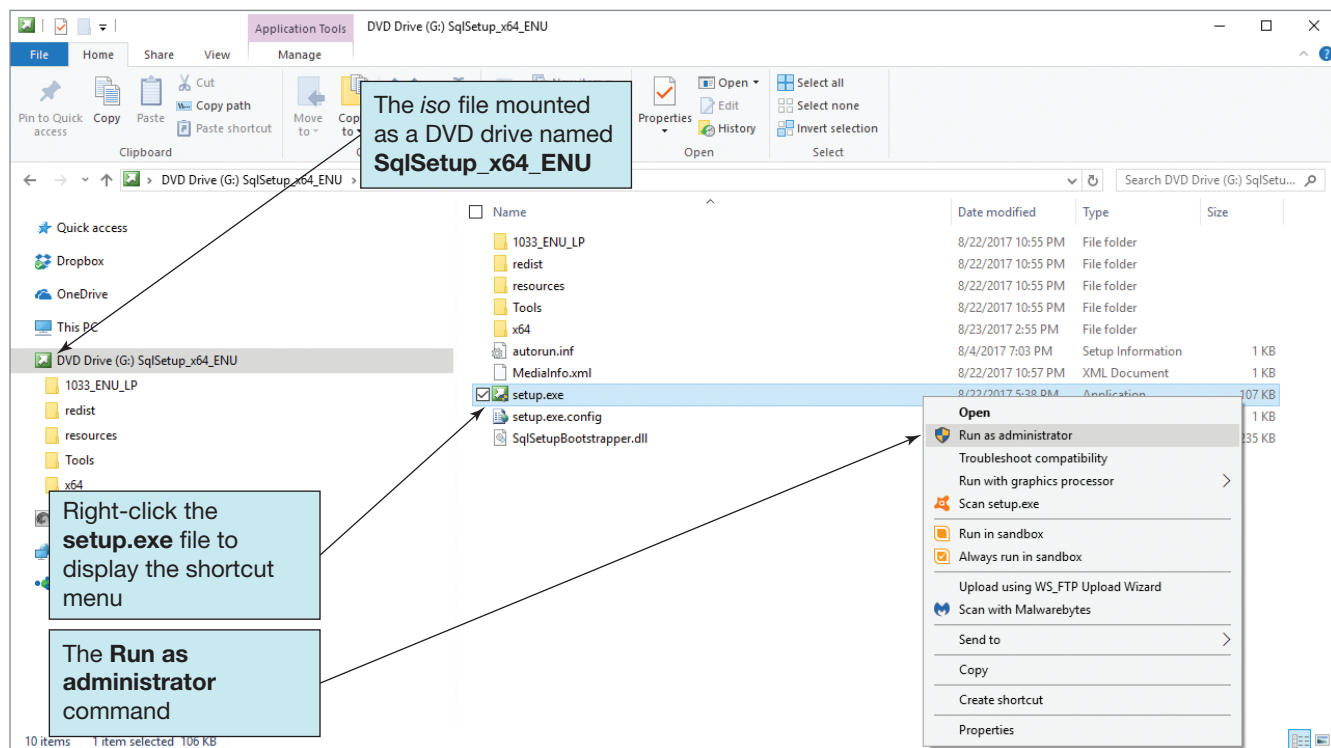 Application Tools
DVD Drive (G:) SqlSetup_x64_ENU
File
Home
Share
View
Manage
Pin to Quick access
Copy
Paste
Cut
Copy path
Paste shortcut
Clipboard
Move to
Properties
Open
Edit
History
Open
Select all
Select none
Invert selection
Select
The iso file mounted
as a DVD drive named
SqlSetup_x64_ENU
DVD Drive (G:) SqlSetup_x64_ENU
Search DVD Drive (G:) SqlSetu...
Quick access
Dropbox
OneDrive
This PC
DVD Drive (G:) SqlSetup_x64_ENU
1033_ENU_LP
redist
resources
Tools
x64
Name
Date modified
Type
Size
1033_ENU_LP 8/22/2017 10:55 PM File folder
redist 8/22/2017 10:55 PM File folder
resources 8/22/2017 10:55 PM File folder
Tools 8/22/2017 10:55 PM File folder
x64 8/23/2017 2:55 PM File folder
autorun.inf 8/4/2017 7:03 PM Setup Information 1 KB
MediaInfo.xml 8/22/2017 10:57 PM XML Document 1 KB
setup.exe 8/22/2017 5:38 PM Application 107 KB
setup.exe.config 1 KB
SqlSetupBootstrapper.dll 235 KB
Open
Run as administrator
Troubleshoot compatibility
Run with graphics processor
Scan setup.exe
Run in sandbox
Always run in sandbox
Upload using WS_FTP Upload Wizard
Scan with Malwarebytes
Send to
Copy
Create shortcut
Properties
Right-click the
setup.exe file to
display the shortcut
menu
The Run as
administrator
command
10 items 1 item selected 106 KB